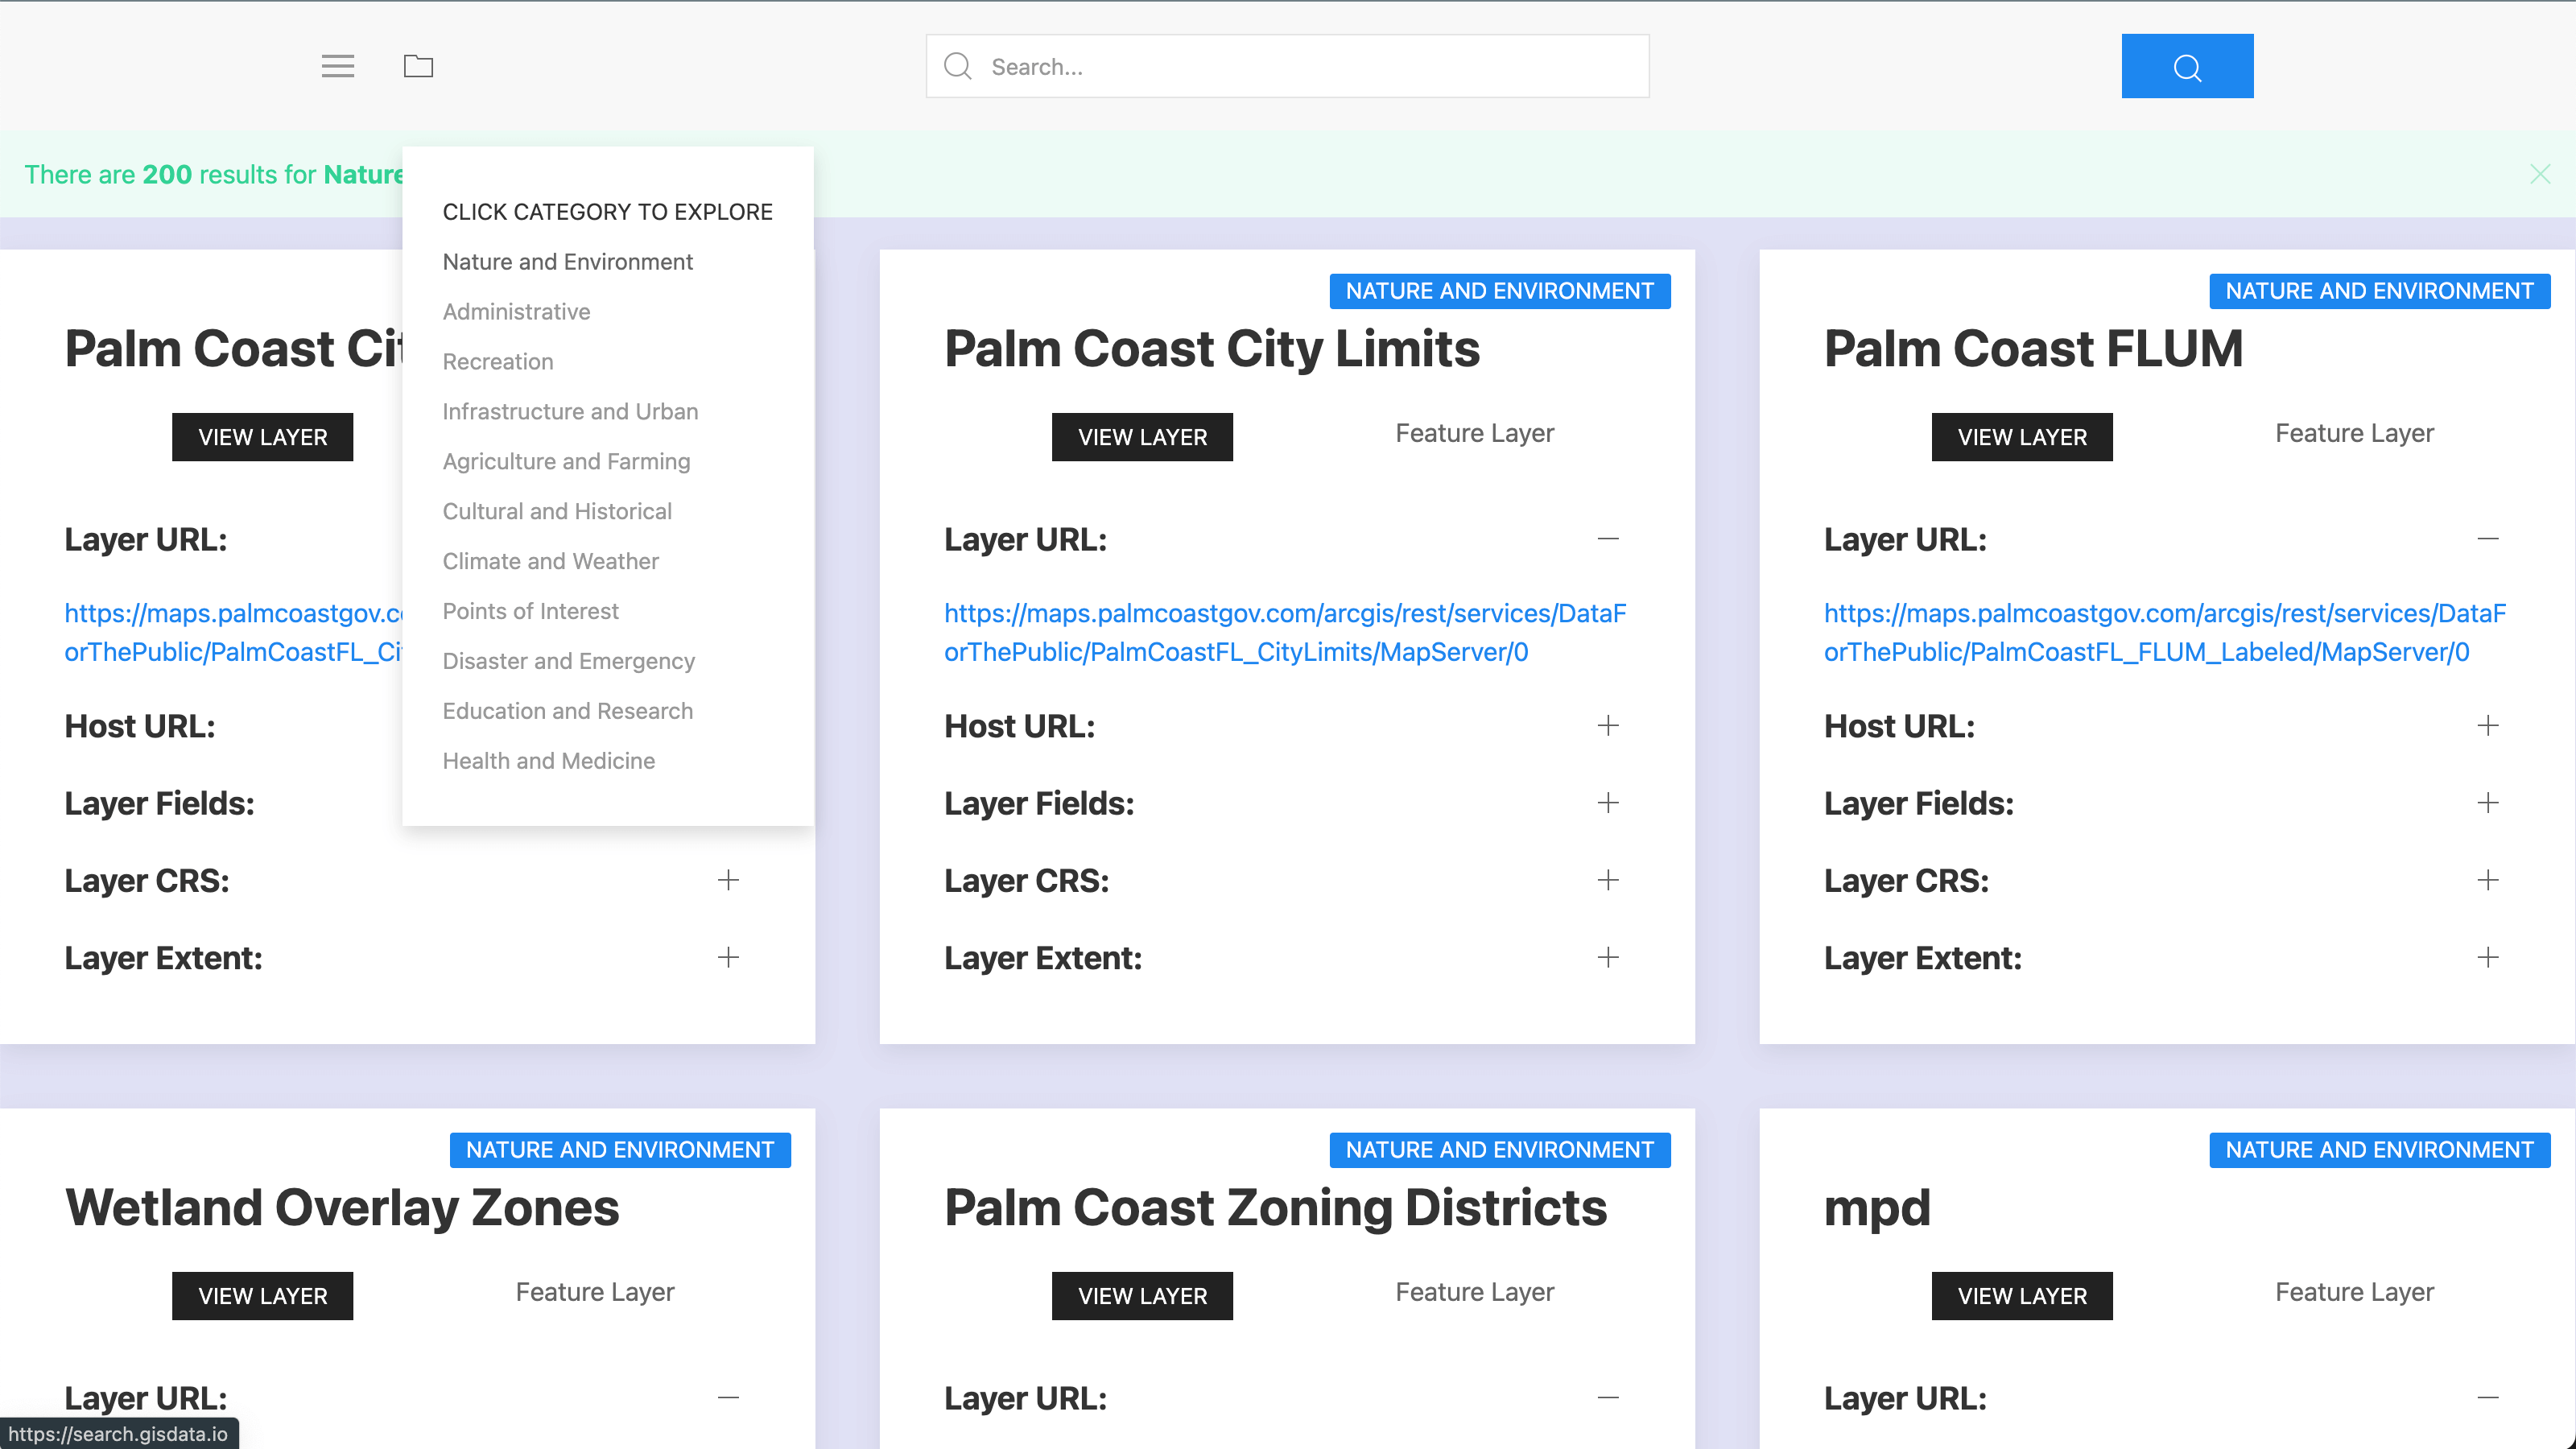 Search...
There are 200 results for Nature
CLICK CATEGORY TO EXPLORE
Nature and Environment
Administrative
Recreation
Infrastructure and Urban
Agriculture and Farming
Cultural and Historical
Climate and Weather
Points of Interest
Disaster and Emergency
Education and Research
Health and Medicine
Palm Coast Cit
VIEW LAYER
Layer URL:
https://maps.palmcoastgov.c
orThePublic/PalmCoastFL_Cit
Host URL:
Layer Fields:
Layer CRS:
Layer Extent:
NATURE AND ENVIRONMENT
Palm Coast City Limits
VIEW LAYER
Feature Layer
Layer URL:
https://maps.palmcoastgov.com/arcgis/rest/services/DataF
orThePublic/PalmCoastFL_CityLimits/MapServer/0
Host URL:
Layer Fields:
Layer CRS:
Layer Extent:
NATURE AND ENVIRONMENT
Palm Coast FLUM
VIEW LAYER
Feature Layer
Layer URL:
https://maps.palmcoastgov.com/arcgis/rest/services/DataF
orThePublic/PalmCoastFL_FLUM_Labeled/MapServer/0
Host URL:
Layer Fields:
Layer CRS:
Layer Extent:
NATURE AND ENVIRONMENT
Wetland Overlay Zones
VIEW LAYER
Feature Layer
Layer URL:
NATURE AND ENVIRONMENT
Palm Coast Zoning Districts
VIEW LAYER
Feature Layer
Layer URL:
NATURE AND ENVIRONMENT
mpd
VIEW LAYER
Feature Layer
Layer URL:
https://search.gisdata.io